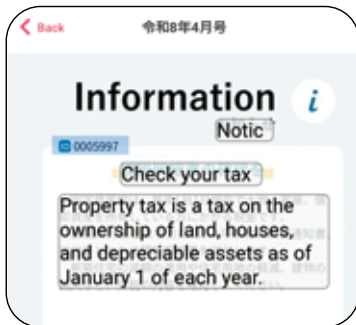 Back
令和8年4月号
Information
i
Notic
ID 0005997
Check your tax
Property tax is a tax on the
ownership of land, houses,
and depreciable assets as of
January 1 of each year.